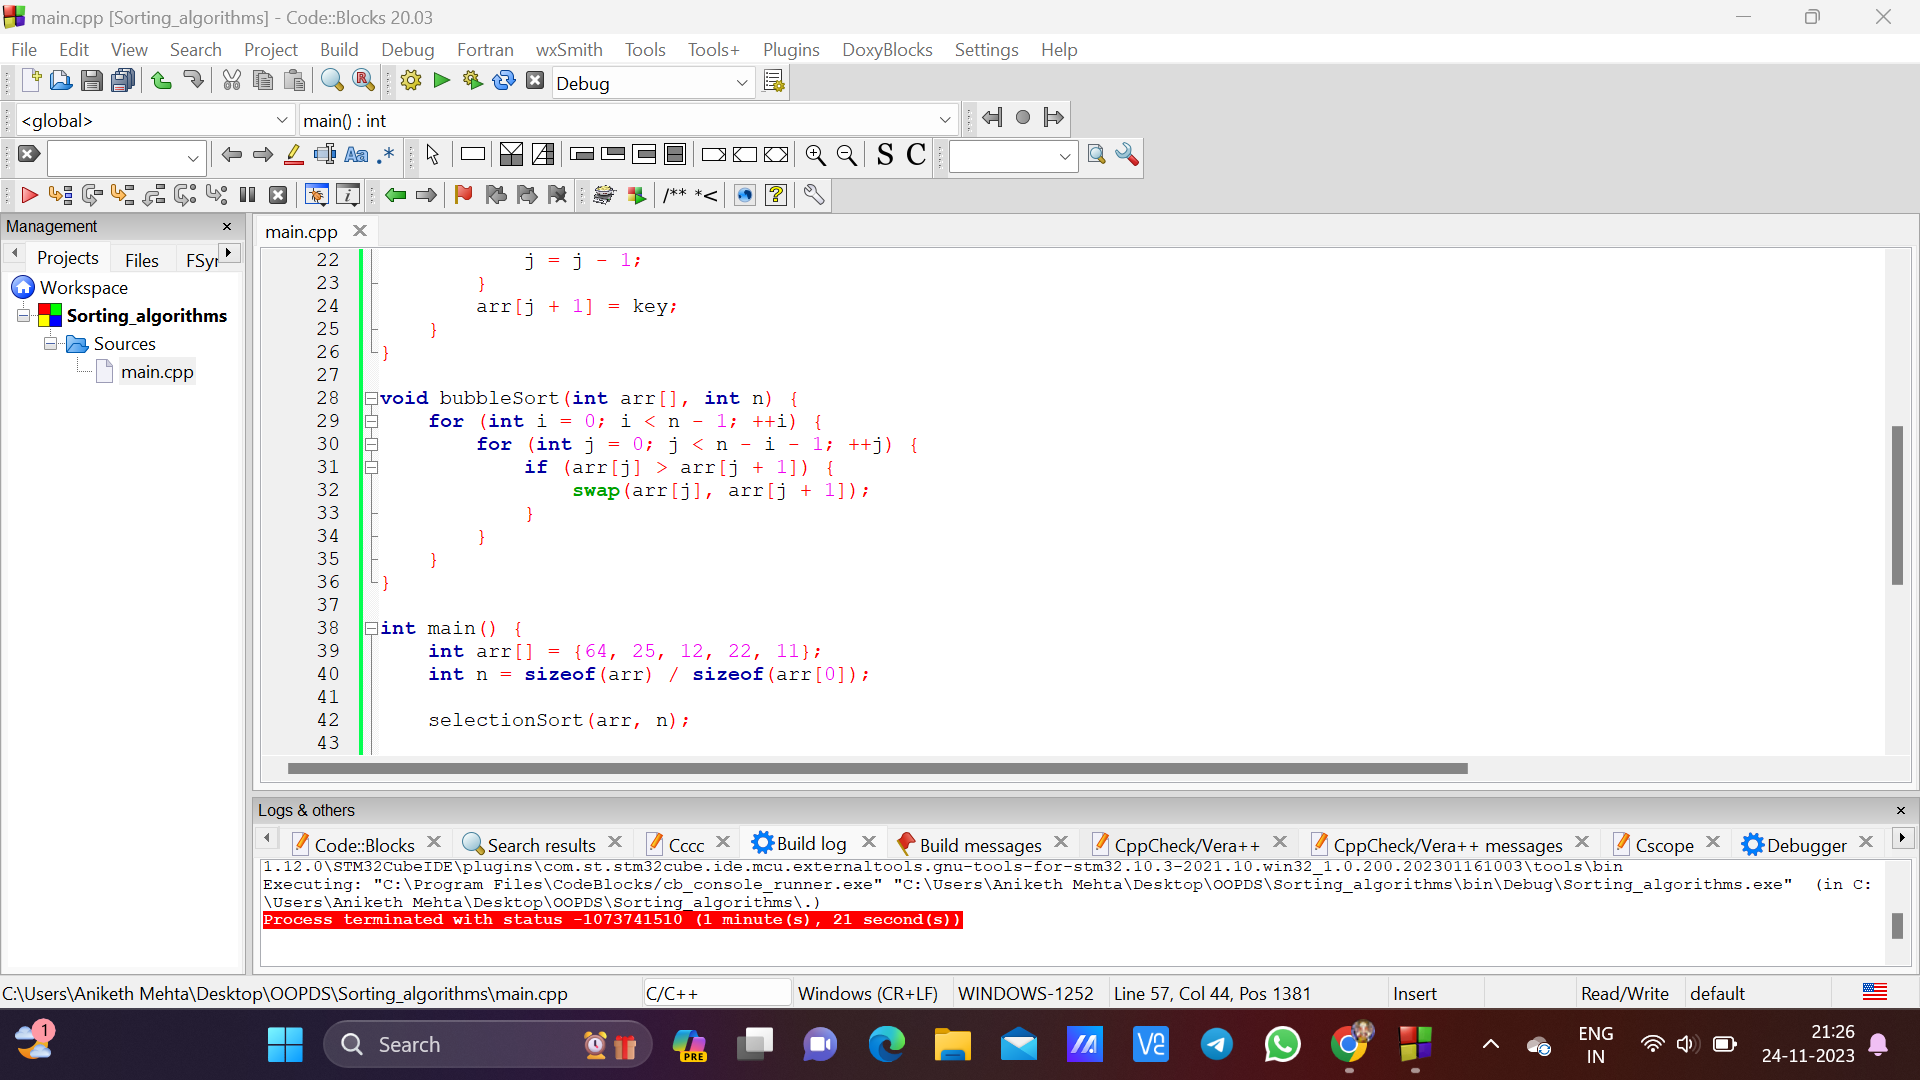 main.cpp [Sorting_algorithms] - Code::Blocks 20.03
File Edit View Search Project Build Debug Fortran wxSmith Tools Tools+ Plugins DoxyBlocks Settings Help
Debug
<global> main() : int
Aa .* S C
/** *<
Management
main.cpp
Projects Files FSyr
Workspace
Sorting_algorithms
Sources
main.cpp
22 j = j - 1;
23 }
24 arr[j + 1] = key;
25 }
26 }
27
28 void bubbleSort(int arr[], int n) {
29 for (int i = 0; i < n - 1; ++i) {
30 for (int j = 0; j < n - i - 1; ++j) {
31 if (arr[j] > arr[j + 1]) {
32 swap(arr[j], arr[j + 1]);
33 }
34 }
35 }
36 }
37
38 int main() {
39 int arr[] = {64, 25, 12, 22, 11};
40 int n = sizeof(arr) / sizeof(arr[0]);
41
42 selectionSort(arr, n);
43
Logs & others
Code::Blocks Search results Cccc Build log Build messages CppCheck/Vera++ CppCheck/Vera++ messages Cscope Debugger
1.12.0\STM32CubeIDE\plugins\com.st.stm32cube.ide.mcu.externaltools.gnu-tools-for-stm32.10.3-2021.10.win32_1.0.200.202301161003\tools\bin
Executing: "C:\Program Files\CodeBlocks/cb_console_runner.exe" "C:\Users\Aniketh Mehta\Desktop\OOPDS\Sorting_algorithms\bin\Debug\Sorting_algorithms.exe" (in C:
\Users\Aniketh Mehta\Desktop\OOPDS\Sorting_algorithms\.)
Process terminated with status -1073741510 (1 minute(s), 21 second(s))
C:\Users\Aniketh Mehta\Desktop\OOPDS\Sorting_algorithms\main.cpp C/C++ Windows (CR+LF) WINDOWS-1252 Line 57, Col 44, Pos 1381 Insert Read/Write default
1 Search PRE ENG IN 21:26
24-11-2023